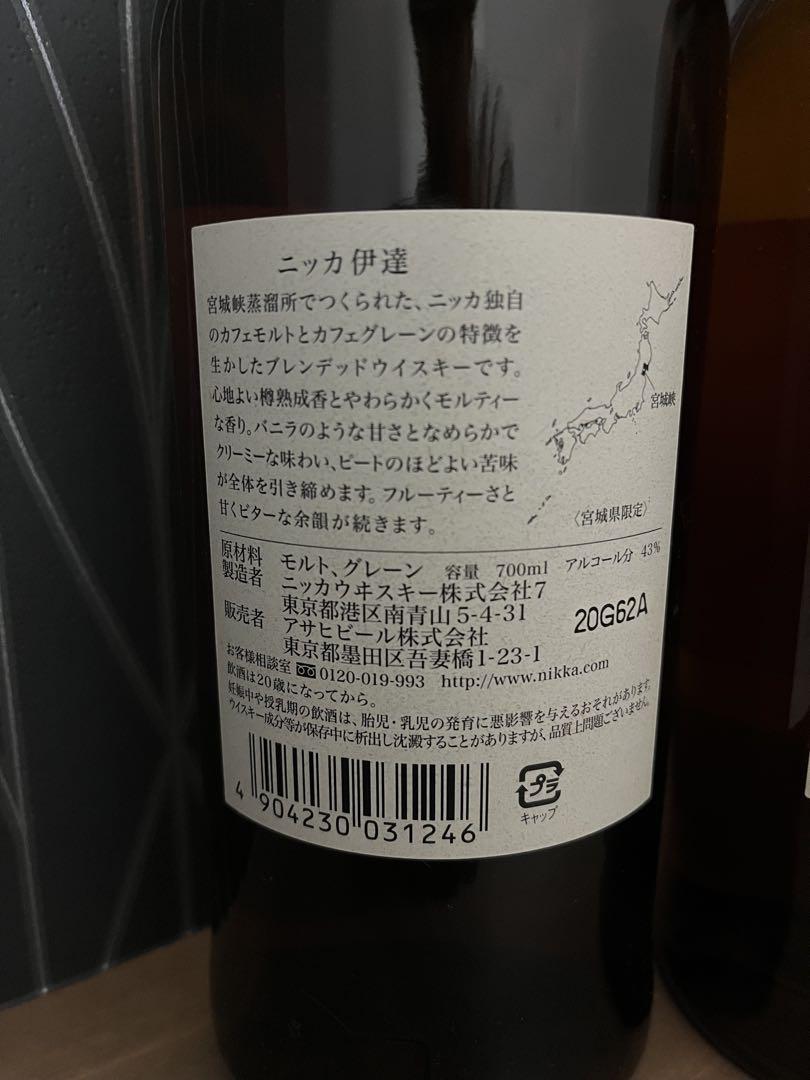 ニッカ伊達
宮城峡蒸溜所でつくられた、ニッカ独自
のカフェモルトとカフェグレーンの特徴を
生かしたブレンデッドウイスキーです。
心地よい樽熟成香とやわらかくモルティー
な香り。バニラのような甘さとなめらかで
クリーミーな味わい、ピートのほどよい苦味
が全体を引き締めます。フルーティーさと
甘くビターな余韻が続きます。
宮城峡
〈宮城県限定〉
原材料 モルト、グレーン 容量 700ml アルコール分 43%
製造者 ニッカウヰスキー株式会社7
東京都港区南青山5-4-31
販売者 アサヒビール株式会社
東京都墨田区吾妻橋1-23-1
20G62A
お客様相談室 0120-019-993 http://www.nikka.com
飲酒は20歳になってから。
妊娠中や授乳期の飲酒は、胎児・乳児の発育に悪影響を与えるおそれがあります。
ウイスキー成分等が保存中に析出し沈澱することがありますが、品質上問題ございません。
4 904230 031246
プラ
キャップ